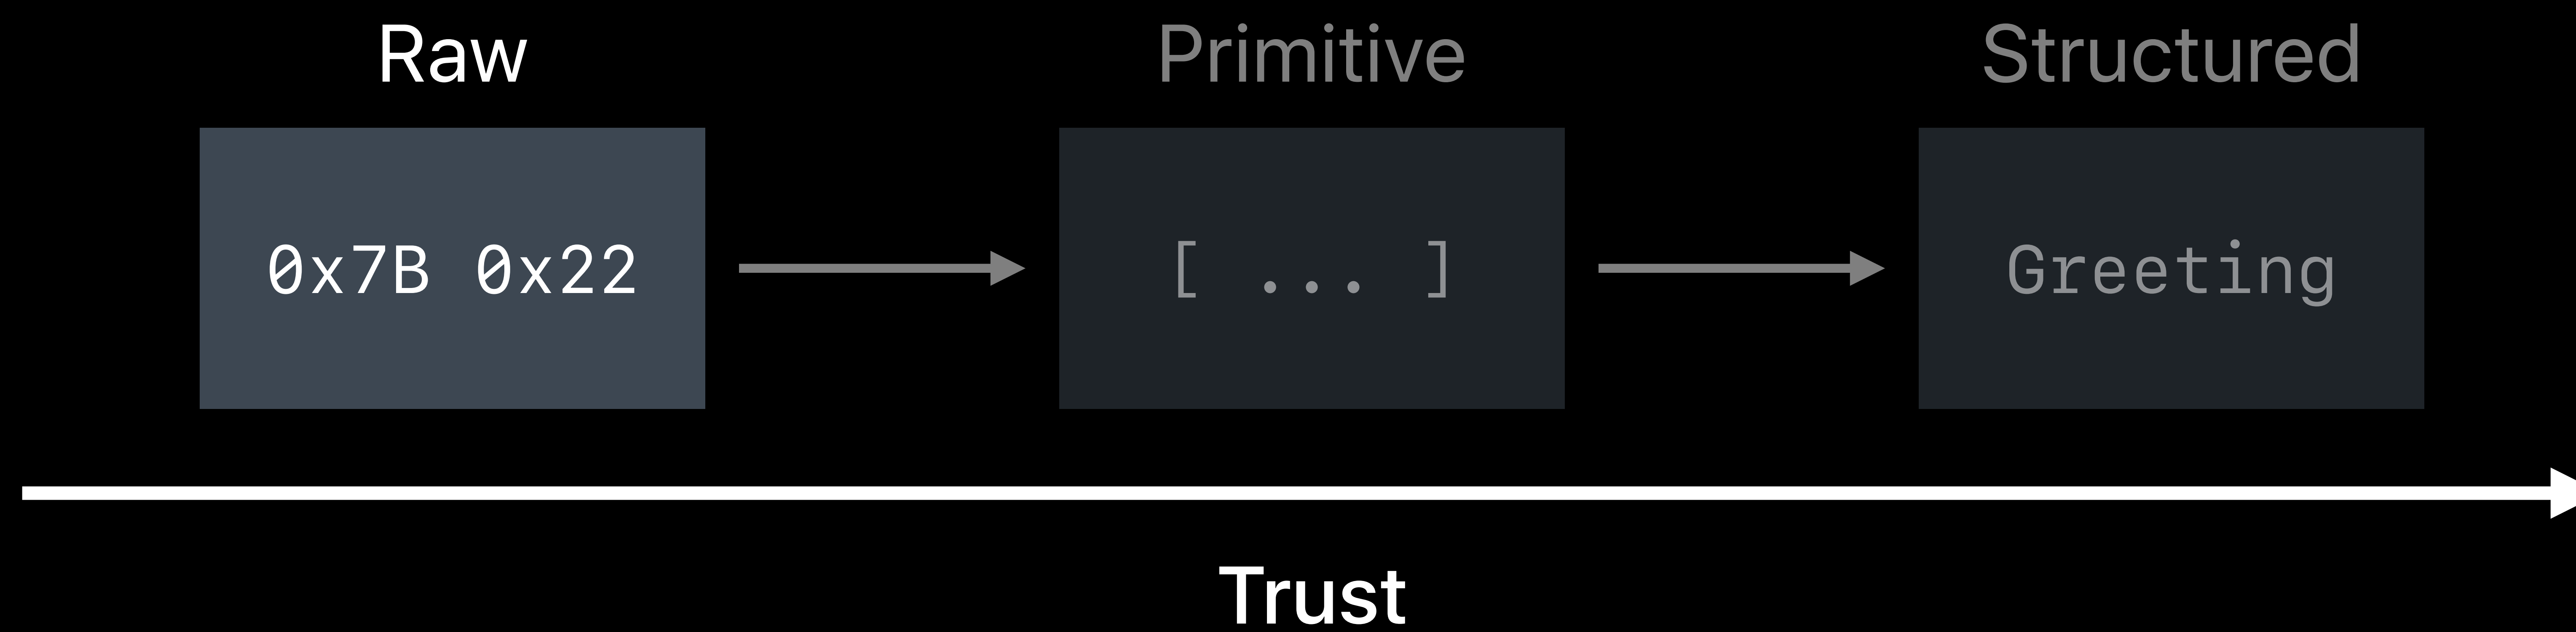 Raw
Primitive
Structured
0x7B 0x22
[ ... ]
Greeting
Trust